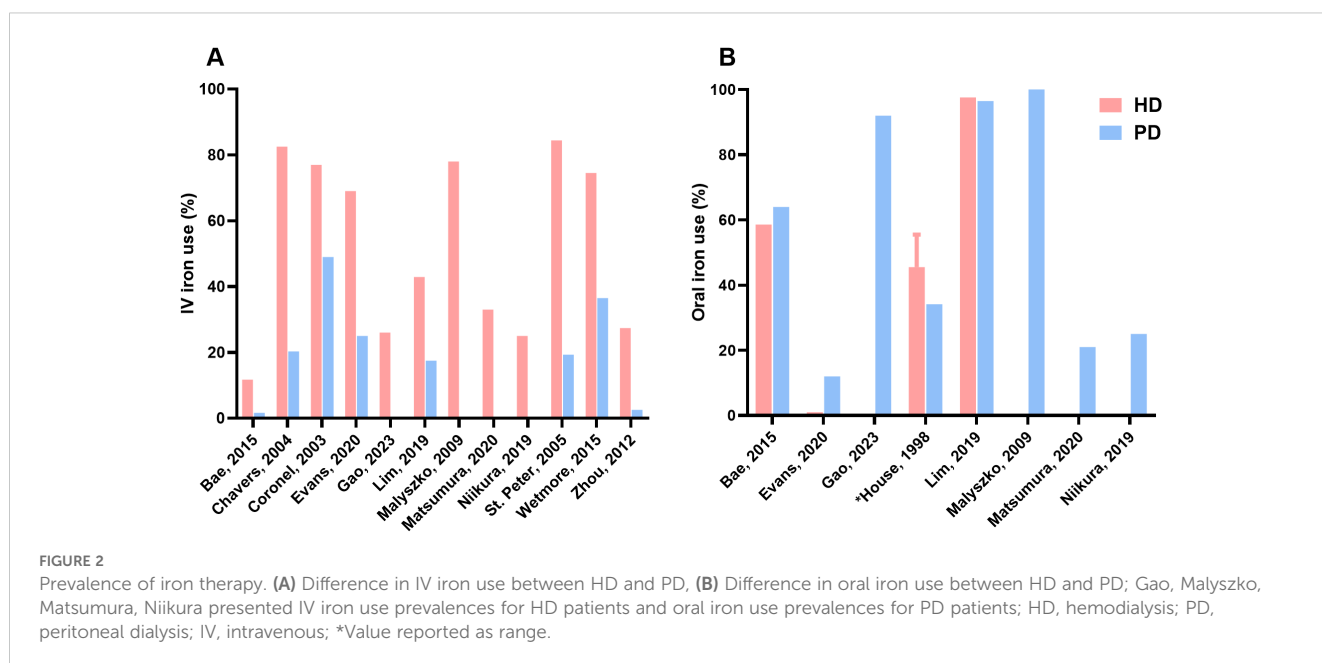 A
100
80
60
40
20
0
IV iron use (%)
Bae, 2015
Chavers, 2004
Coronel, 2003
Evans, 2020
Gao, 2023
Lim, 2019
Malyszko, 2009
Matsumura, 2020
Niikura, 2019
St. Peter, 2005
Wetmore, 2015
Zhou, 2012
B
100
80
60
40
20
0
Oral iron use (%)
Bae, 2015
Evans, 2020
Gao, 2023
*House, 1998
Lim, 2019
Malyszko, 2009
Matsumura, 2020
Niikura, 2019
HD
PD
FIGURE 2
Prevalence of iron therapy. (A) Difference in IV iron use between HD and PD, (B) Difference in oral iron use between HD and PD; Gao, Malyszko,
Matsumura, Niikura presented IV iron use prevalences for HD patients and oral iron use prevalences for PD patients; HD, hemodialysis; PD,
peritoneal dialysis; IV, intravenous; *Value reported as range.